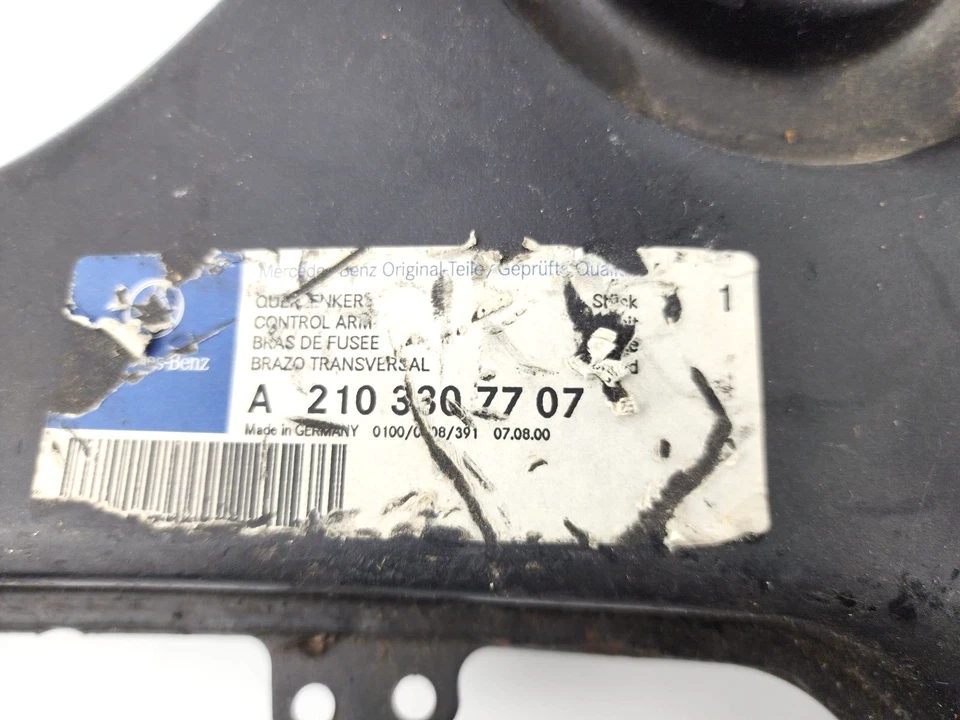 Original-Teile/Geprüfte
1
CONTROL ARM
BRAS DE FUSEE
BRAZO TRANSVERSAL
A 210 330 77 07
Made in GERMANY 07.08.00